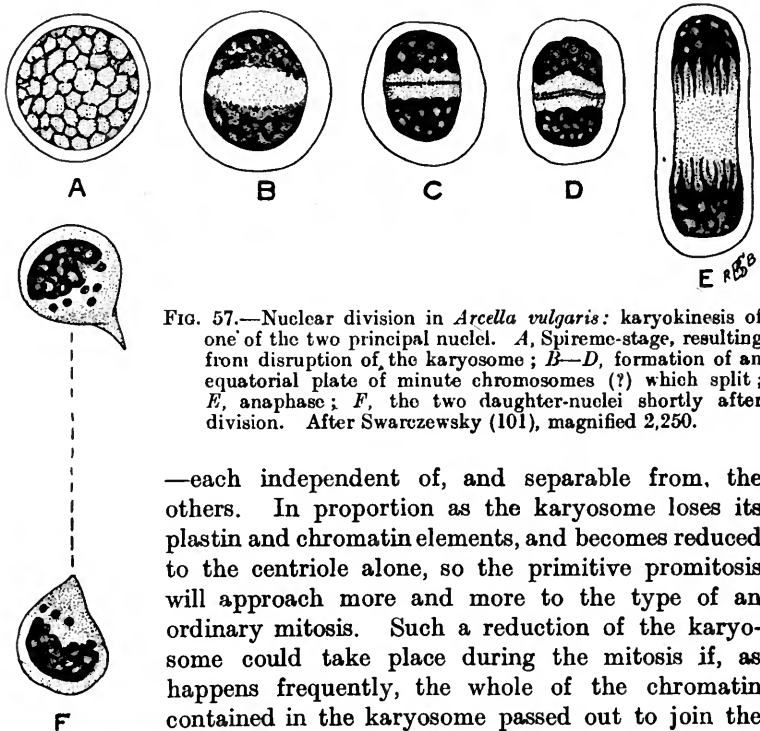 A
B
C
D
E
F
FIG. 57.—Nuclear division in Arcella vulgaris: karyokinesis of
one of the two principal nuclei. A, Spireme-stage, resulting
from disruption of the karyosome; B—D, formation of an
equatorial plate of minute chromosomes (?) which split;
E, anaphase; F, the two daughter-nuclei shortly after
division. After Swarczewsky (101), magnified 2,250.
—each independent of, and separable from, the
others. In proportion as the karyosome loses its
plastin and chromatin elements, and becomes reduced
to the centriole alone, so the primitive promitosis
will approach more and more to the type of an
ordinary mitosis. Such a reduction of the karyo-
some could take place during the mitosis if, as
happens frequently, the whole of the chromatin
contained in the karyosome passed out to join the